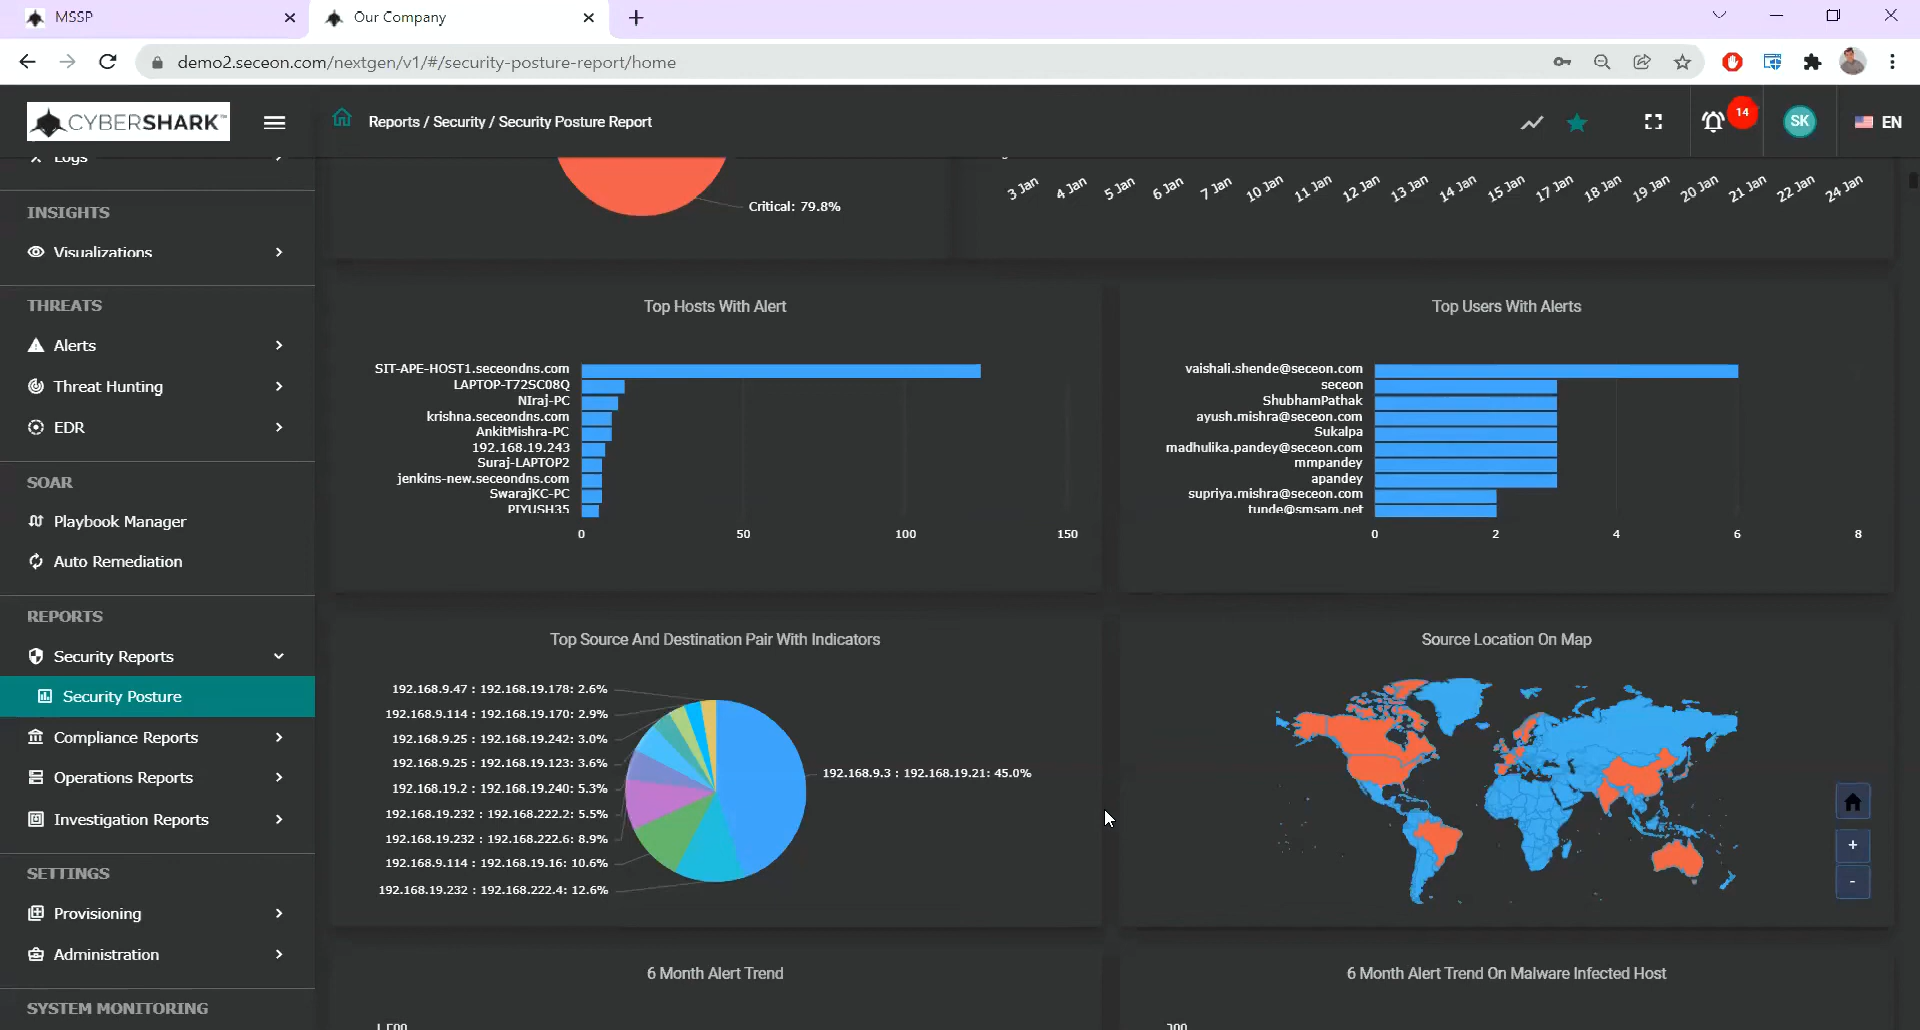 MSSP
Our Company
demo2.seceon.com/nextgen/v1/#/security-posture-report/home
CYBERSHARK™
Reports / Security / Security Posture Report
14
SK
EN
Logs
INSIGHTS
Visualizations
THREATS
Alerts
Threat Hunting
EDR
SOAR
Playbook Manager
Auto Remediation
REPORTS
Security Reports
Security Posture
Compliance Reports
Operations Reports
Investigation Reports
SETTINGS
Provisioning
Administration
SYSTEM MONITORING
Critical: 79.8%
3 Jan 4 Jan 5 Jan 6 Jan 7 Jan 10 Jan 11 Jan 12 Jan 13 Jan 14 Jan 15 Jan 17 Jan 18 Jan 19 Jan 20 Jan 21 Jan 22 Jan 24 Jan
Top Hosts With Alert
SIT-APE-HOST1.seceondns.com
LAPTOP-T72SC08Q
NIraj-PC
krishna.seceondns.com
AnkitMishra-PC
192.168.19.243
Suraj-LAPTOP2
jenkins-new.seceondns.com
SwarajKC-PC
PIYUSH35
0 50 100 150
Top Users With Alerts
vaishali.shende@seceon.com
seceon
ShubhamPathak
ayush.mishra@seceon.com
Sukalpa
madhulika.pandey@seceon.com
mmpandey
apandey
supriya.mishra@seceon.com
tunde@smsam.net
0 2 4 6 8
Top Source And Destination Pair With Indicators
192.168.9.47 : 192.168.19.178: 2.6%
192.168.9.114 : 192.168.19.170: 2.9%
192.168.9.25 : 192.168.19.242: 3.0%
192.168.9.25 : 192.168.19.123: 3.6%
192.168.19.2 : 192.168.19.240: 5.3%
192.168.19.232 : 192.168.222.2: 5.5%
192.168.19.232 : 192.168.222.6: 8.9%
192.168.9.114 : 192.168.19.16: 10.6%
192.168.19.232 : 192.168.222.4: 12.6%
192.168.9.3 : 192.168.19.21: 45.0%
Source Location On Map
+
-
6 Month Alert Trend
6 Month Alert Trend On Malware Infected Host